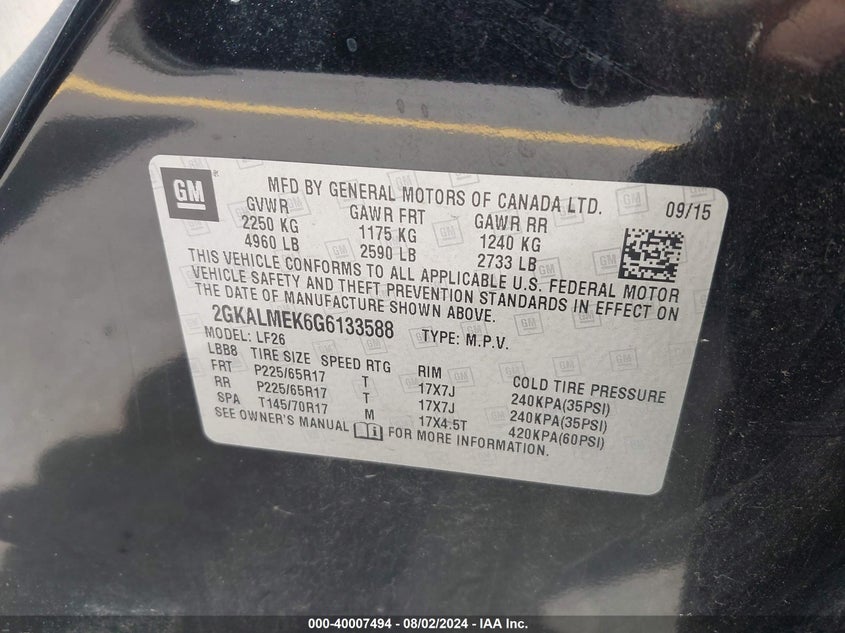 GM
MFD BY GENERAL MOTORS OF CANADA LTD. 09/15
GVWR GAWR FRT GAWR RR
2250 KG 1175 KG 1240 KG
4960 LB 2590 LB 2733 LB
THIS VEHICLE CONFORMS TO ALL APPLICABLE U.S. FEDERAL MOTOR
VEHICLE SAFETY AND THEFT PREVENTION STANDARDS IN EFFECT ON
THE DATE OF MANUFACTURE SHOWN ABOVE.
2GKALMEK6G6133588 TYPE: M.P.V.
MODEL: LF26
LBB8 TIRE SIZE SPEED RTG RIM COLD TIRE PRESSURE
FRT P225/65R17 T 17X7J 240KPA(35PSI)
RR P225/65R17 T 17X7J 240KPA(35PSI)
SPA T145/70R17 M 17X4.5T 420KPA(60PSI)
SEE OWNER'S MANUAL FOR MORE INFORMATION.
000-40007494 - 08/02/2024 - IAA Inc.